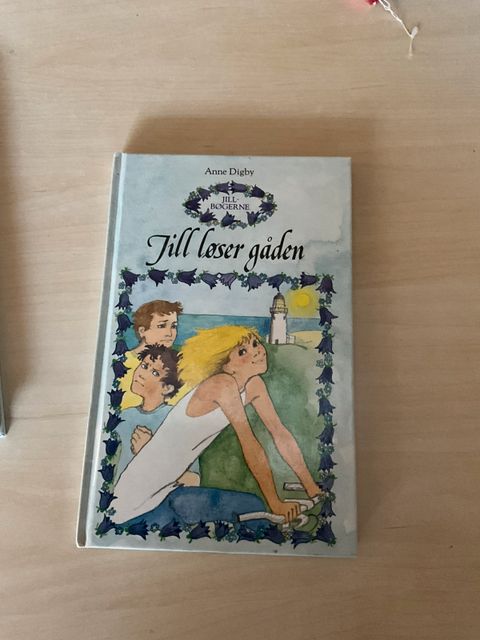 Anne Digby
JILL-
BØGERNE
Jill løser gåden